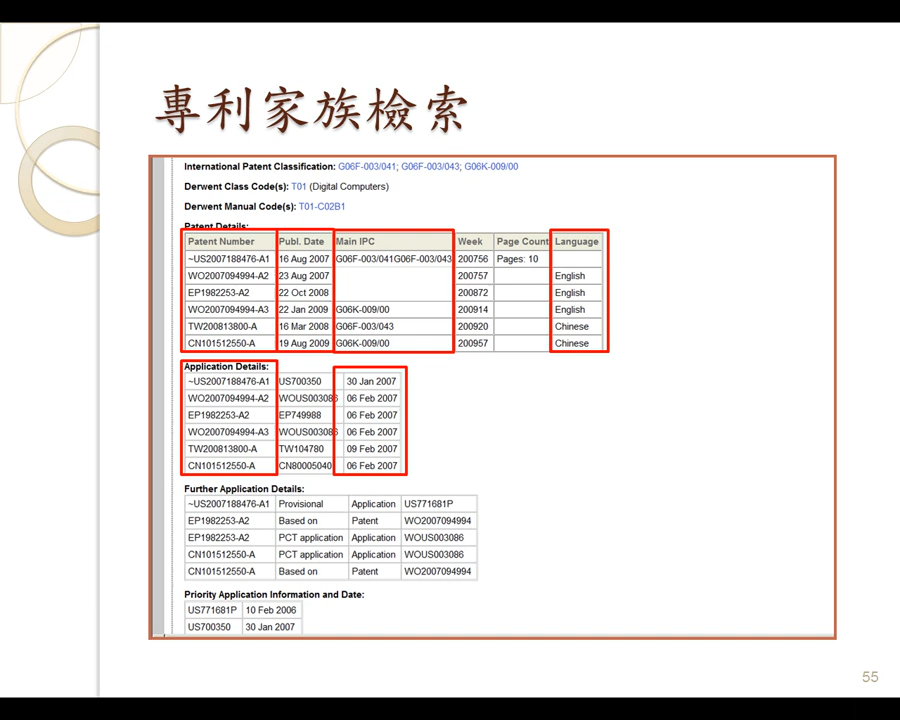 專利家族檢索
International Patent Classification: G06F-003/041; G06F-003/043; G06K-009/00
Derwent Class Code(s): T01 (Digital Computers)
Derwent Manual Code(s): T01-C02B1
Patent Details:
Patent Number Publ. Date Main IPC Week Page Count Language
~US2007188476-A1 16 Aug 2007 G06F-003/041G06F-003/043 200756 Pages: 10
WO2007094994-A2 23 Aug 2007 200757 English
EP1982253-A2 22 Oct 2008 200872 English
WO2007094994-A3 22 Jan 2009 G06K-009/00 200914 English
TW200813800-A 16 Mar 2008 G06F-003/043 200920 Chinese
CN101512550-A 19 Aug 2009 G06K-009/00 200957 Chinese
Application Details:
~US2007188476-A1 US700350 30 Jan 2007
WO2007094994-A2 WOUS003086 06 Feb 2007
EP1982253-A2 EP749988 06 Feb 2007
WO2007094994-A3 WOUS003086 06 Feb 2007
TW200813800-A TW104780 09 Feb 2007
CN101512550-A CN80005040 06 Feb 2007
Further Application Details:
~US2007188476-A1 Provisional Application US771681P
EP1982253-A2 Based on Patent WO2007094994
EP1982253-A2 PCT application Application WOUS003086
CN101512550-A PCT application Application WOUS003086
CN101512550-A Based on Patent WO2007094994
Priority Application Information and Date:
US771681P 10 Feb 2006
US700350 30 Jan 2007
55